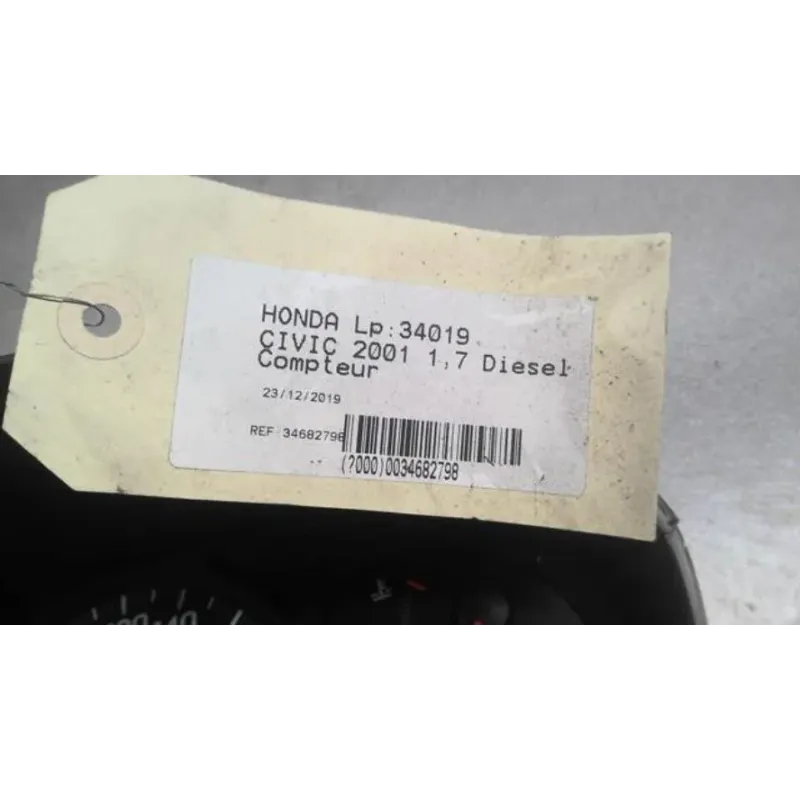 HONDA Lp:34019
CIVIC 2001 1,7 Diesel
Compteur
23/12/2019
REF 34682798
(?000)0034682798